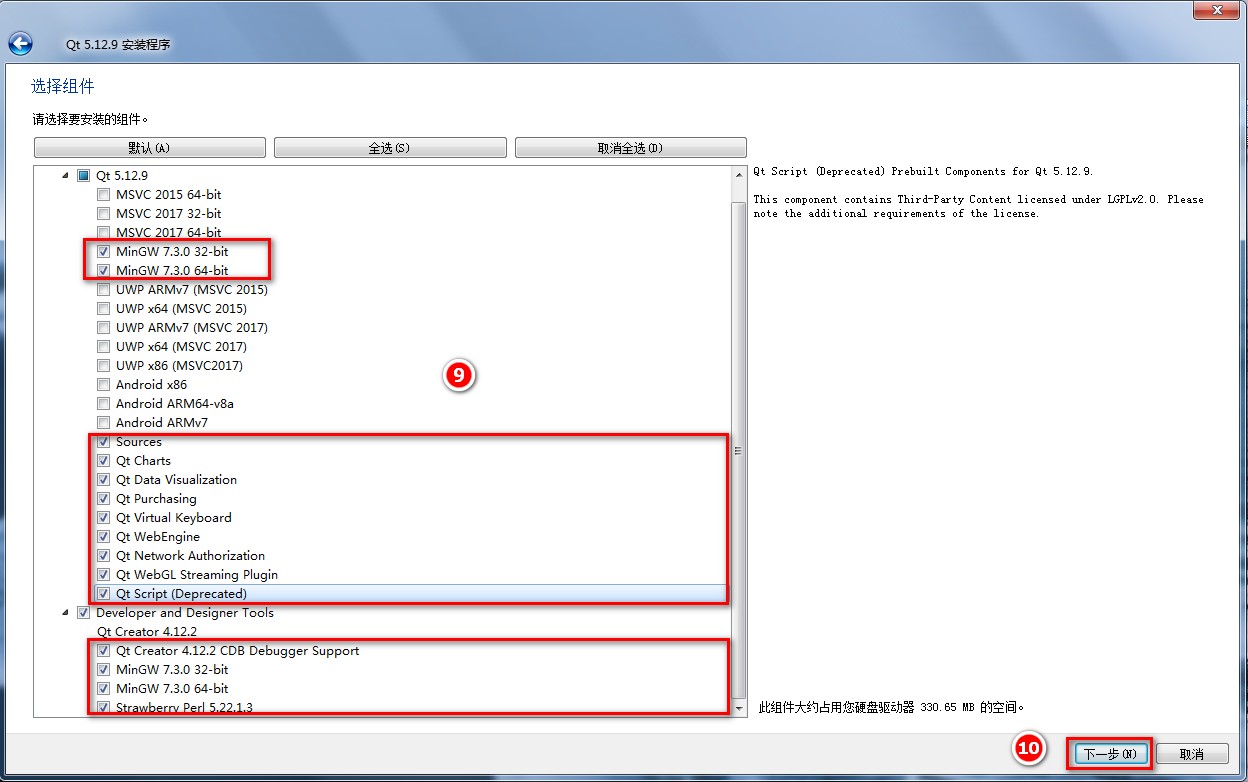 Qt 5.12.9 安装程序
选择组件
请选择要安装的组件。
默认(A)
全选(S)
取消全选(D)
Qt 5.12.9
MSVC 2015 64-bit
MSVC 2017 32-bit
MSVC 2017 64-bit
MinGW 7.3.0 32-bit
MinGW 7.3.0 64-bit
UWP ARMv7 (MSVC 2015)
UWP x64 (MSVC 2015)
UWP ARMv7 (MSVC 2017)
UWP x64 (MSVC 2017)
UWP x86 (MSVC2017)
Android x86
Android ARM64-v8a
Android ARMv7
Sources
Qt Charts
Qt Data Visualization
Qt Purchasing
Qt Virtual Keyboard
Qt WebEngine
Qt Network Authorization
Qt WebGL Streaming Plugin
Qt Script (Deprecated)
Developer and Designer Tools
Qt Creator 4.12.2
Qt Creator 4.12.2 CDB Debugger Support
MinGW 7.3.0 32-bit
MinGW 7.3.0 64-bit
Strawberry Perl 5.22.1.3
9
Qt Script (Deprecated) Prebuilt Components for Qt 5.12.9.
This component contains Third-Party Content licensed under LGPLv2.0. Please
note the additional requirements of the license.
此组件大约占用您硬盘驱动器 330.65 MB 的空间。
10
下一步(N)
取消